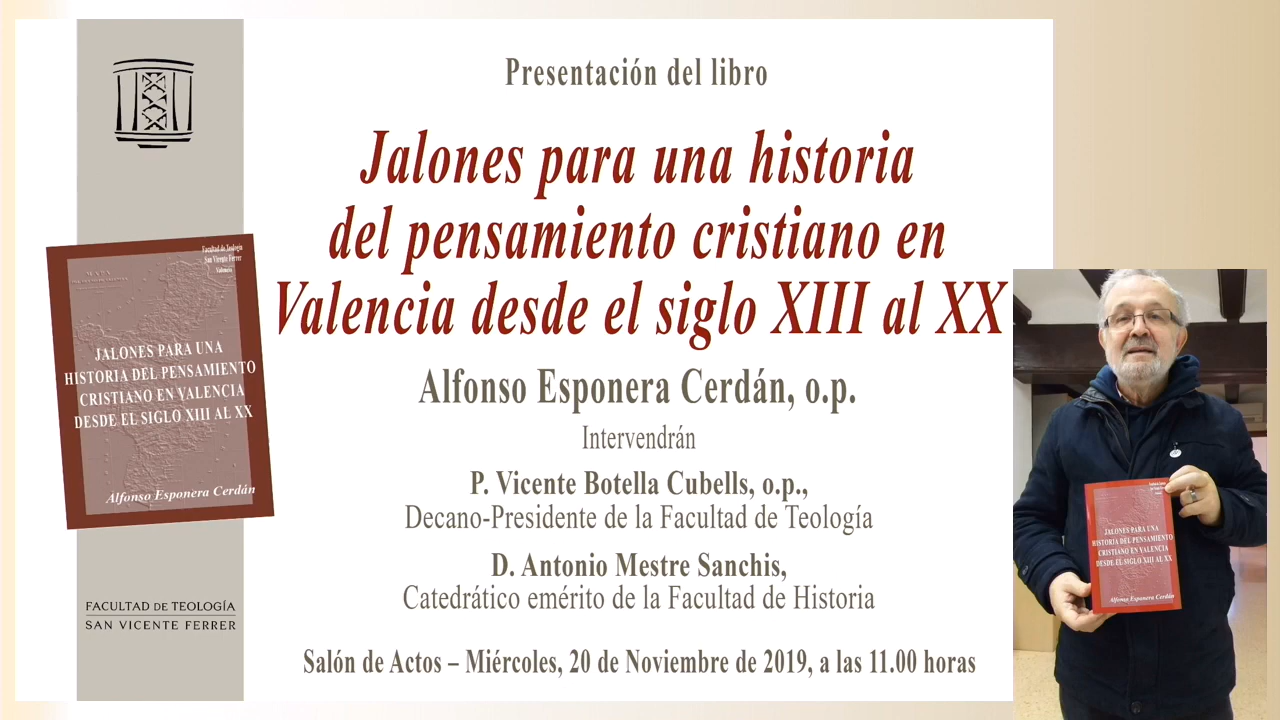 Presentación del libro
Jalones para una historia
del pensamiento cristiano en
Valencia desde el siglo XIII al XX
Alfonso Esponera Cerdán, o.p.
Intervendrán
P. Vicente Botella Cubells, o.p.,
Decano-Presidente de la Facultad de Teología
D. Antonio Mestre Sanchis,
Catedrático emérito de la Facultad de Historia
Salón de Actos – Miércoles, 20 de Noviembre de 2019, a las 11.00 horas
Facultad de Teología
San Vicente Ferrer
Valencia
MAPA
JALONES PARA UNA
HISTORIA DEL PENSAMIENTO
CRISTIANO EN VALENCIA
DESDE EL SIGLO XIII AL XX
Alfonso Esponera Cerdán
FACULTAD DE TEOLOGÍA
SAN VICENTE FERRER
JALONES PARA UNA
HISTORIA DEL PENSAMIENTO
CRISTIANO EN VALENCIA
DESDE EL SIGLO XIII AL XX
Alfonso Esponera Cerdán